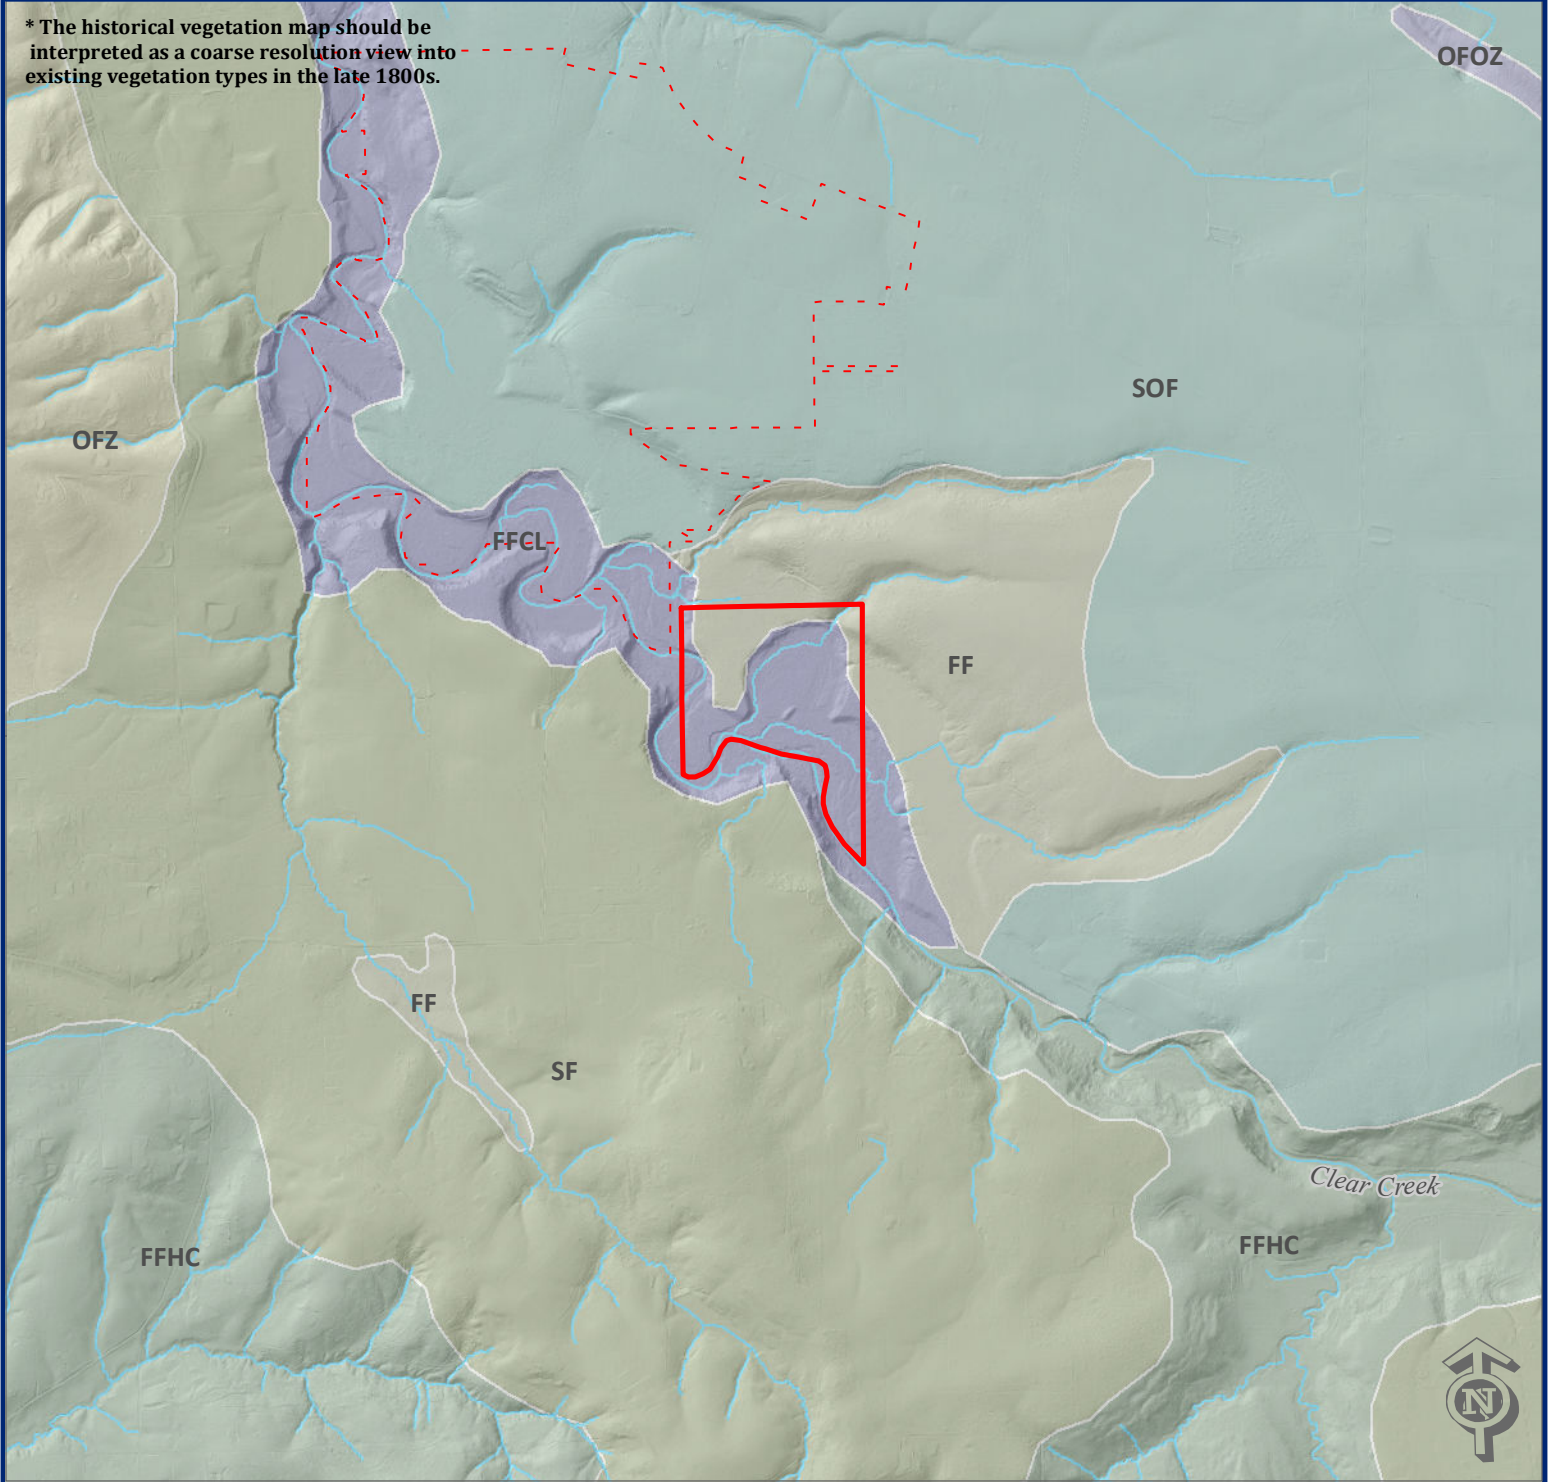 * The historical vegetation map should be
interpreted as a coarse resolution view into
existing vegetation types in the late 1800s.
OFOZ
SOF
OFZ
FFCL
FF
FF
SF
Clear Creek
FFHC
FFHC
N